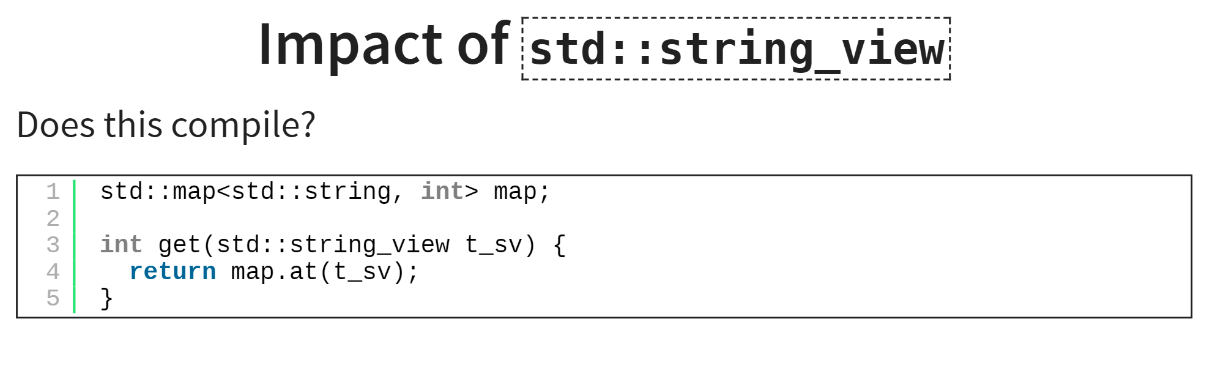 Impact of std::string_view
Does this compile?
1 std::map<std::string, int> map;
2
3 int get(std::string_view t_sv) {
4   return map.at(t_sv);
5 }